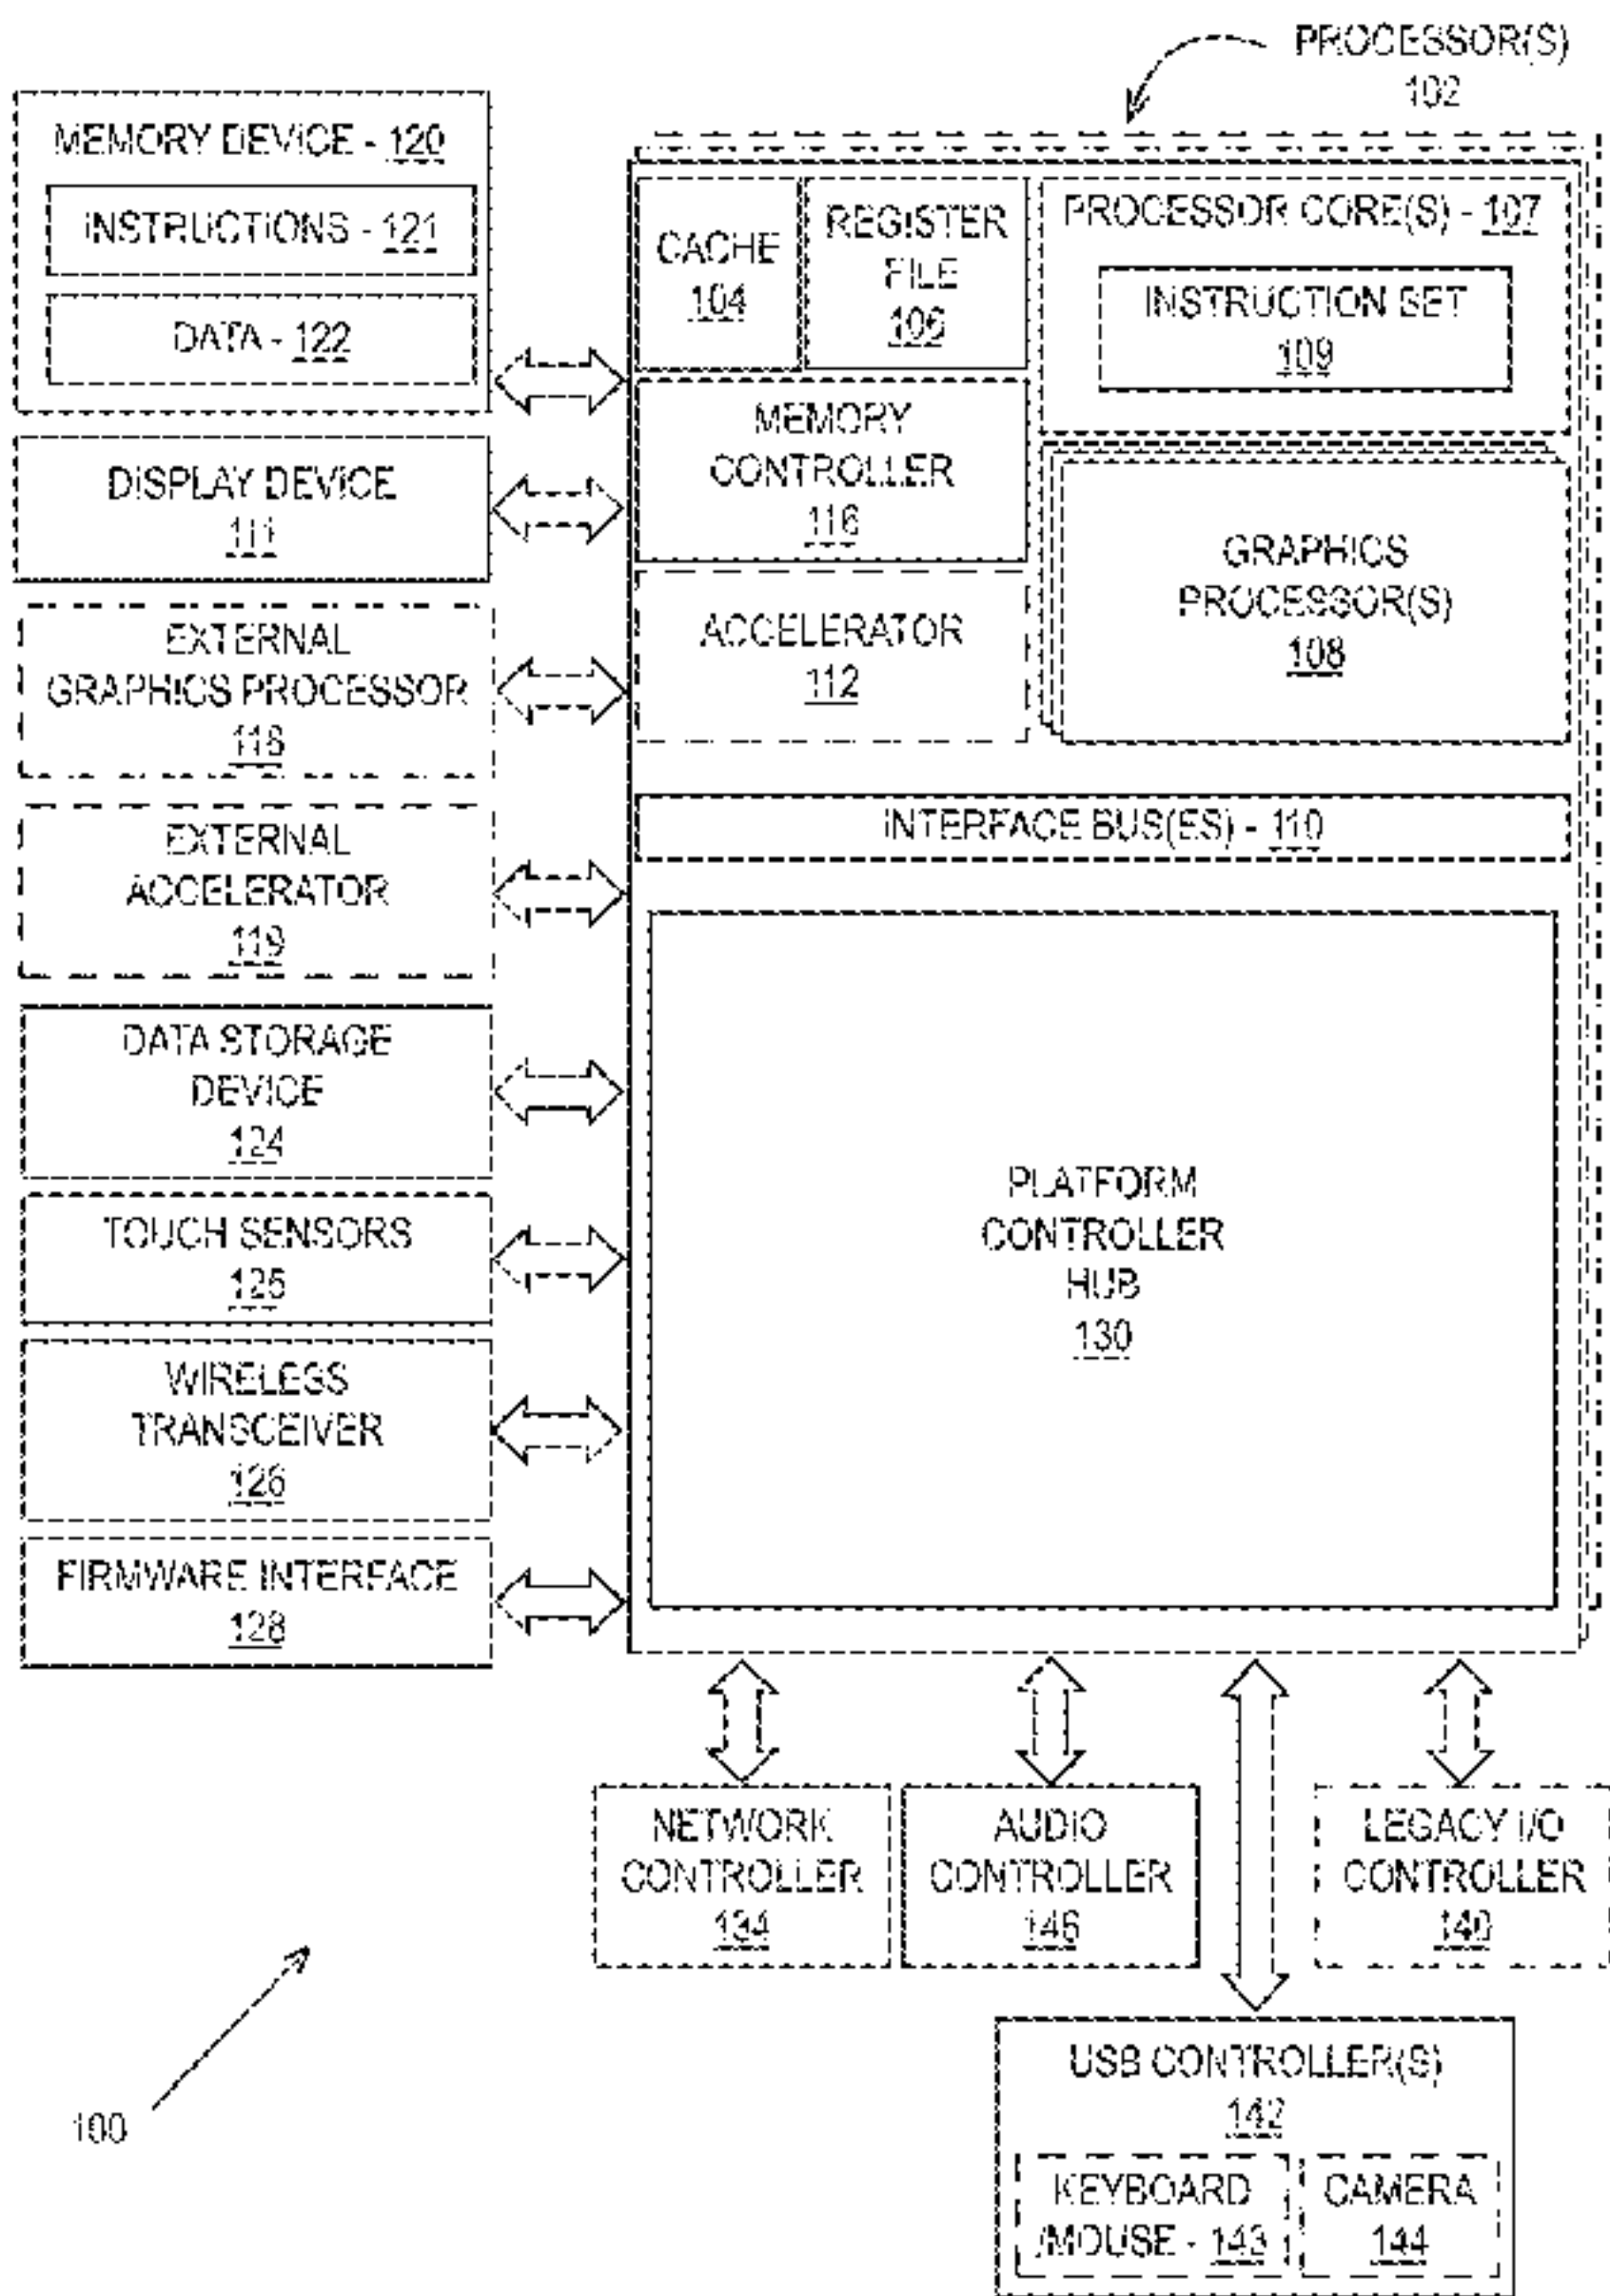 PROCESSOR(S)
102
MEMORY DEVICE - 120
INSTRUCTIONS - 121
DATA - 122
DISPLAY DEVICE
111
EXTERNAL
GRAPHICS PROCESSOR
118
EXTERNAL
ACCELERATOR
119
DATA STORAGE
DEVICE
124
TOUCH SENSORS
125
WIRELESS
TRANSCEIVER
126
FIRMWARE INTERFACE
128
CACHE
104
REGISTER
FILE
106
PROCESSOR CORE(S) - 107
INSTRUCTION SET
109
MEMORY
CONTROLLER
116
ACCELERATOR
112
GRAPHICS
PROCESSOR(S)
108
INTERFACE BUS(ES) - 110
PLATFORM
CONTROLLER
HUB
130
NETWORK
CONTROLLER
134
AUDIO
CONTROLLER
146
LEGACY I/O
CONTROLLER
140
USB CONTROLLER(S)
142
KEYBOARD
/MOUSE - 143
CAMERA
144
100